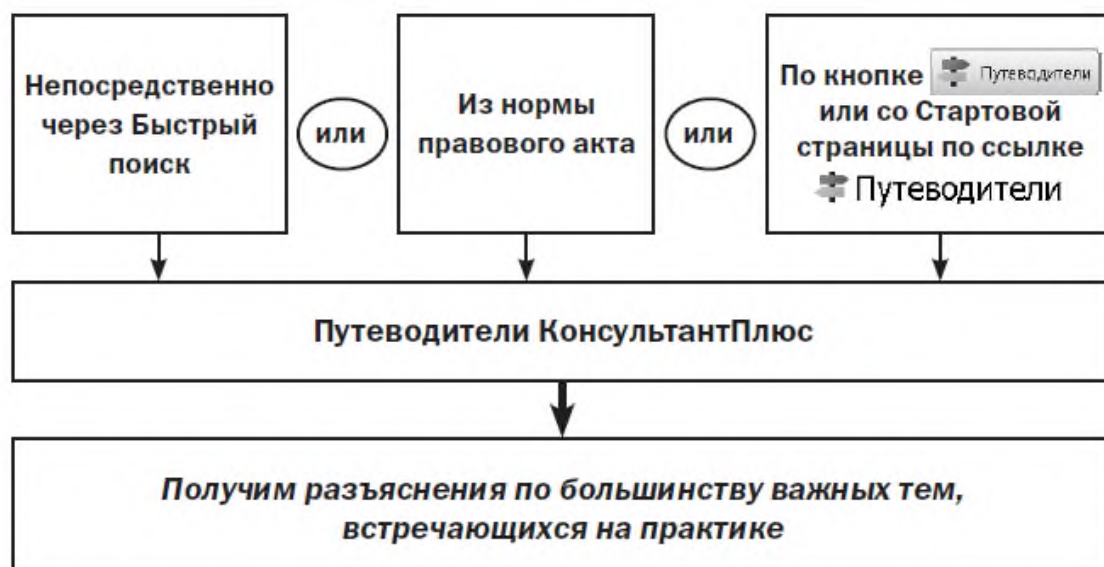 Непосредственно
через Быстрый
поиск
или
Из нормы
правового акта
или
По кнопке Путеводители
или со Стартовой
страницы по ссылке
Путеводители
Путеводители КонсультантПлюс
Получим разъяснения по большинству важных тем,
встречающихся на практике